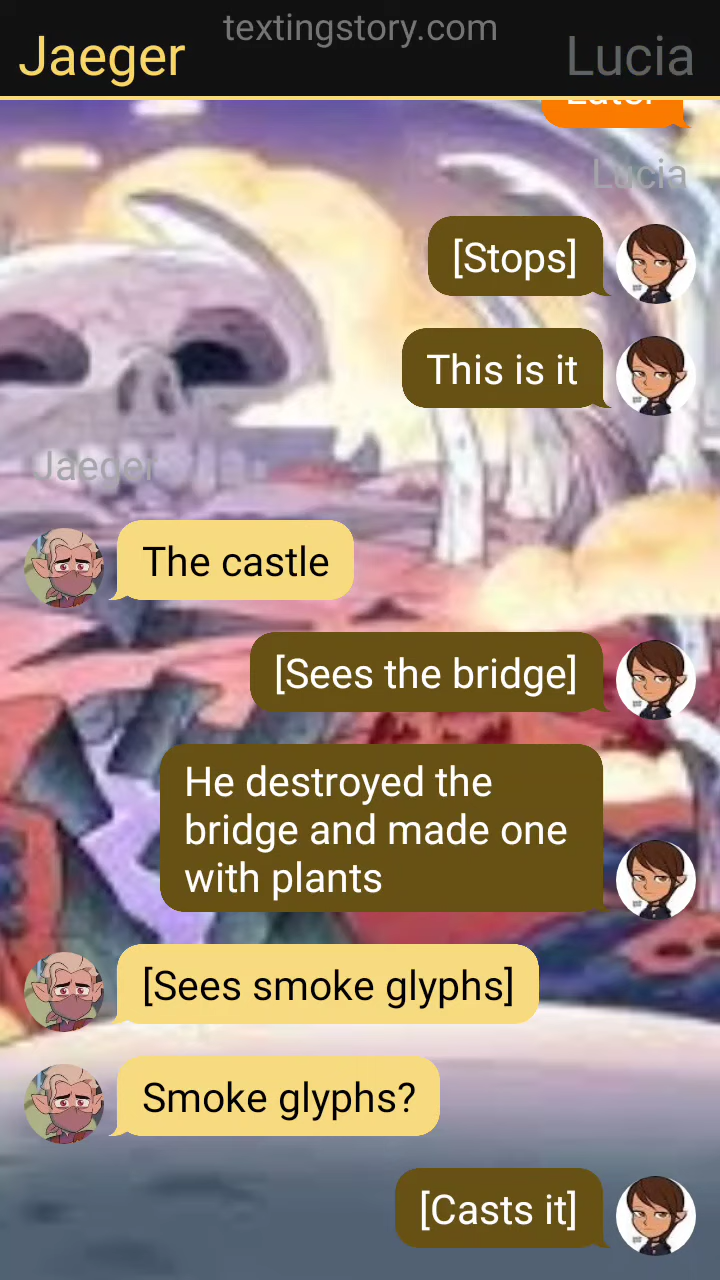 textingstory.com
Jaeger
Lucia
Lucia
[Stops]
This is it
Jaeger
The castle
[Sees the bridge]
He destroyed the
bridge and made one
with plants
[Sees smoke glyphs]
Smoke glyphs?
[Casts it]